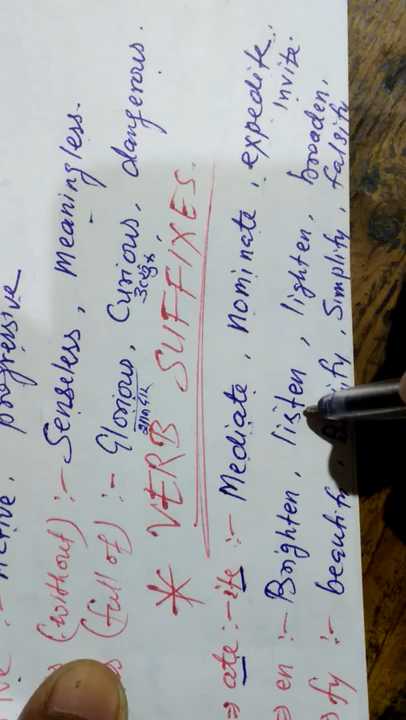 :- Active, progressive
(without) :- Senseless, Meaningless.
(full of) :- Glorious, Curious, dangerous.
* VERB SUFFIXES.
⇒ ate :- ite :- Mediate, nominate, expedite, invite.
⇒ en :- Brighten, listen, lighten, broaden,
⇒ fy :- beautify, Simplify, falsify